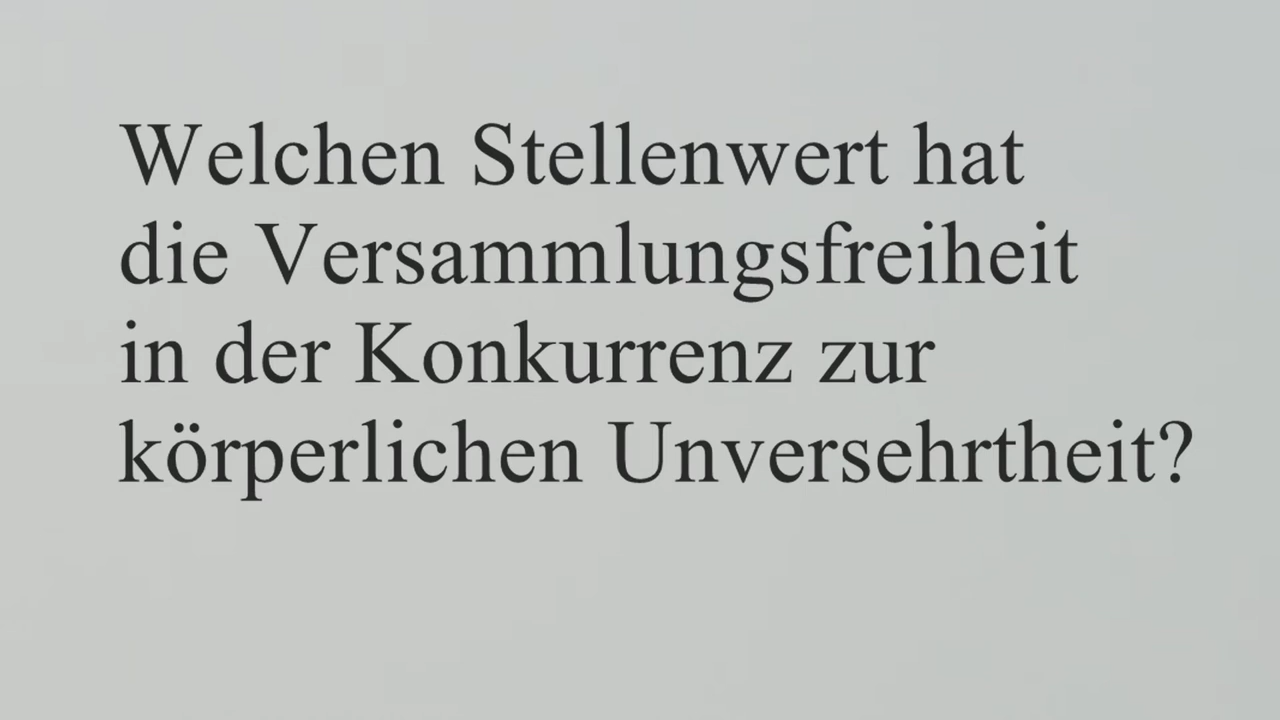 Welchen Stellenwert hat
die Versammlungsfreiheit
in der Konkurrenz zur
körperlichen Unversehrtheit?